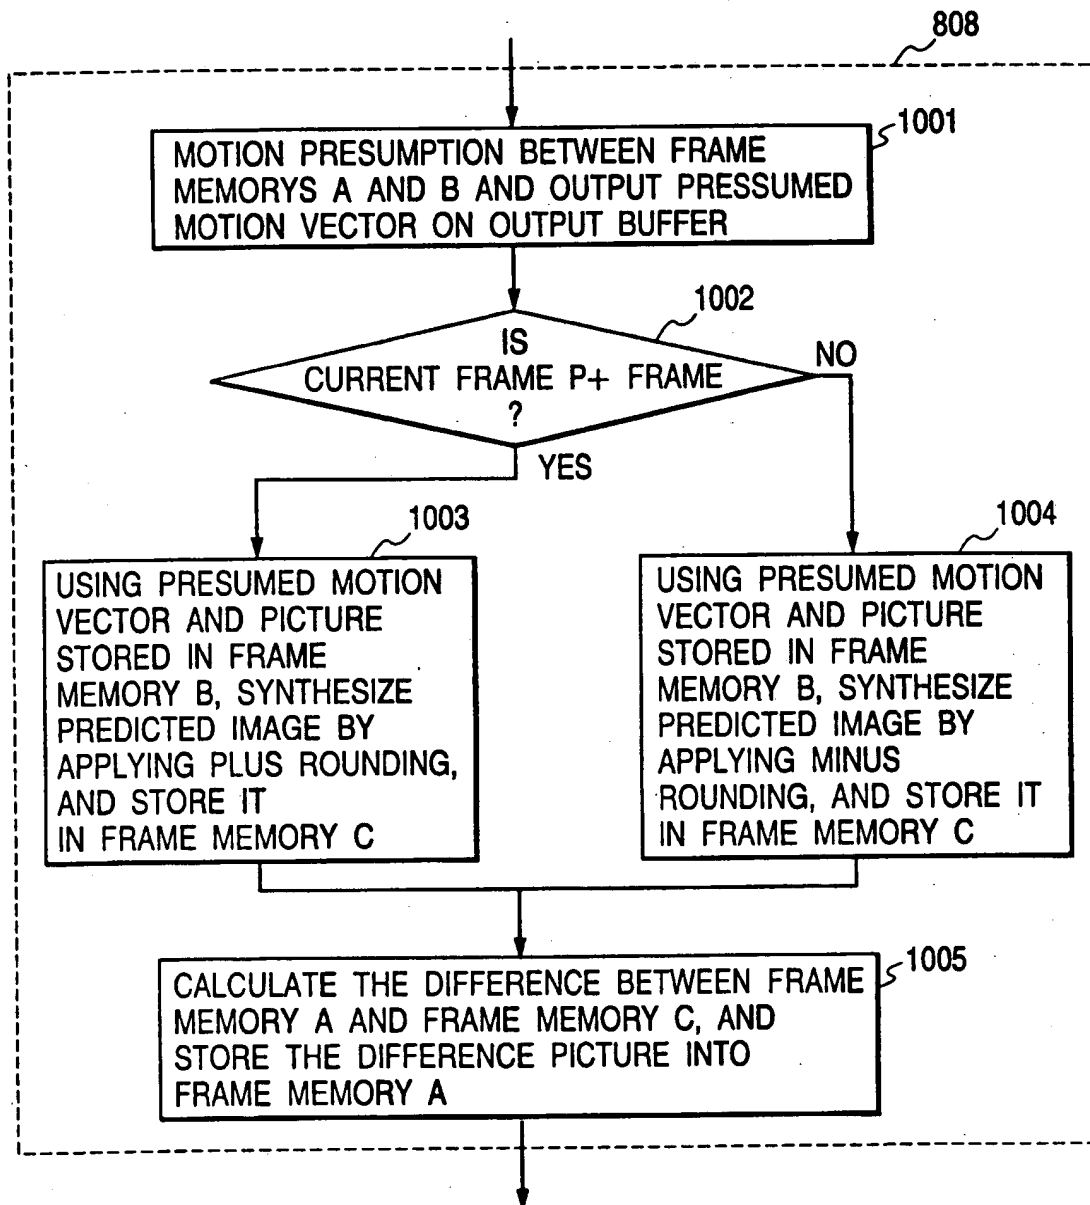 808
1001
MOTION PRESUMPTION BETWEEN FRAME
MEMORYS A AND B AND OUTPUT PRESSUMED
MOTION VECTOR ON OUTPUT BUFFER
1002
IS
CURRENT FRAME P+ FRAME
?
NO
YES
1003
USING PRESUMED MOTION
VECTOR AND PICTURE
STORED IN FRAME
MEMORY B, SYNTHESIZE
PREDICTED IMAGE BY
APPLYING PLUS ROUNDING,
AND STORE IT
IN FRAME MEMORY C
1004
USING PRESUMED MOTION
VECTOR AND PICTURE
STORED IN FRAME
MEMORY B, SYNTHESIZE
PREDICTED IMAGE BY
APPLYING MINUS
ROUNDING, AND STORE IT
IN FRAME MEMORY C
1005
CALCULATE THE DIFFERENCE BETWEEN FRAME
MEMORY A AND FRAME MEMORY C, AND
STORE THE DIFFERENCE PICTURE INTO
FRAME MEMORY A